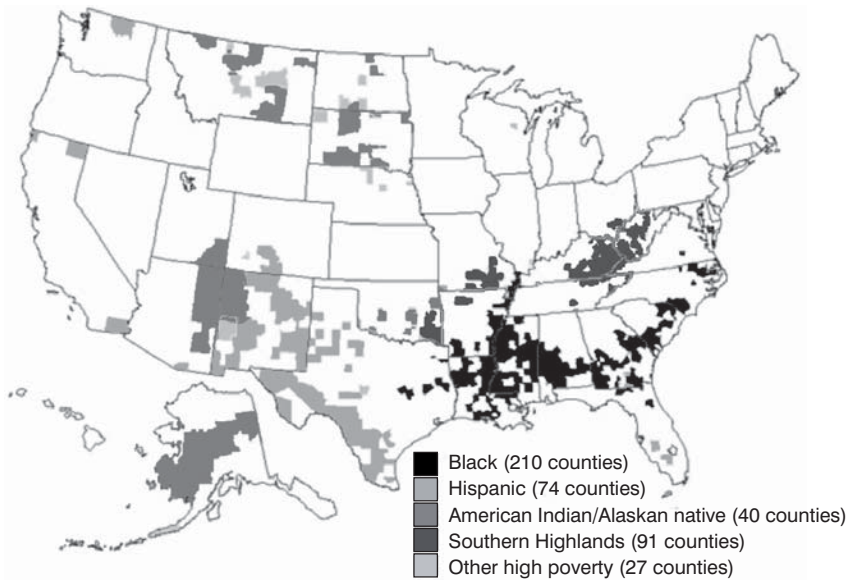 Black (210 counties)
Hispanic (74 counties)
American Indian/Alaskan native (40 counties)
Southern Highlands (91 counties)
Other high poverty (27 counties)